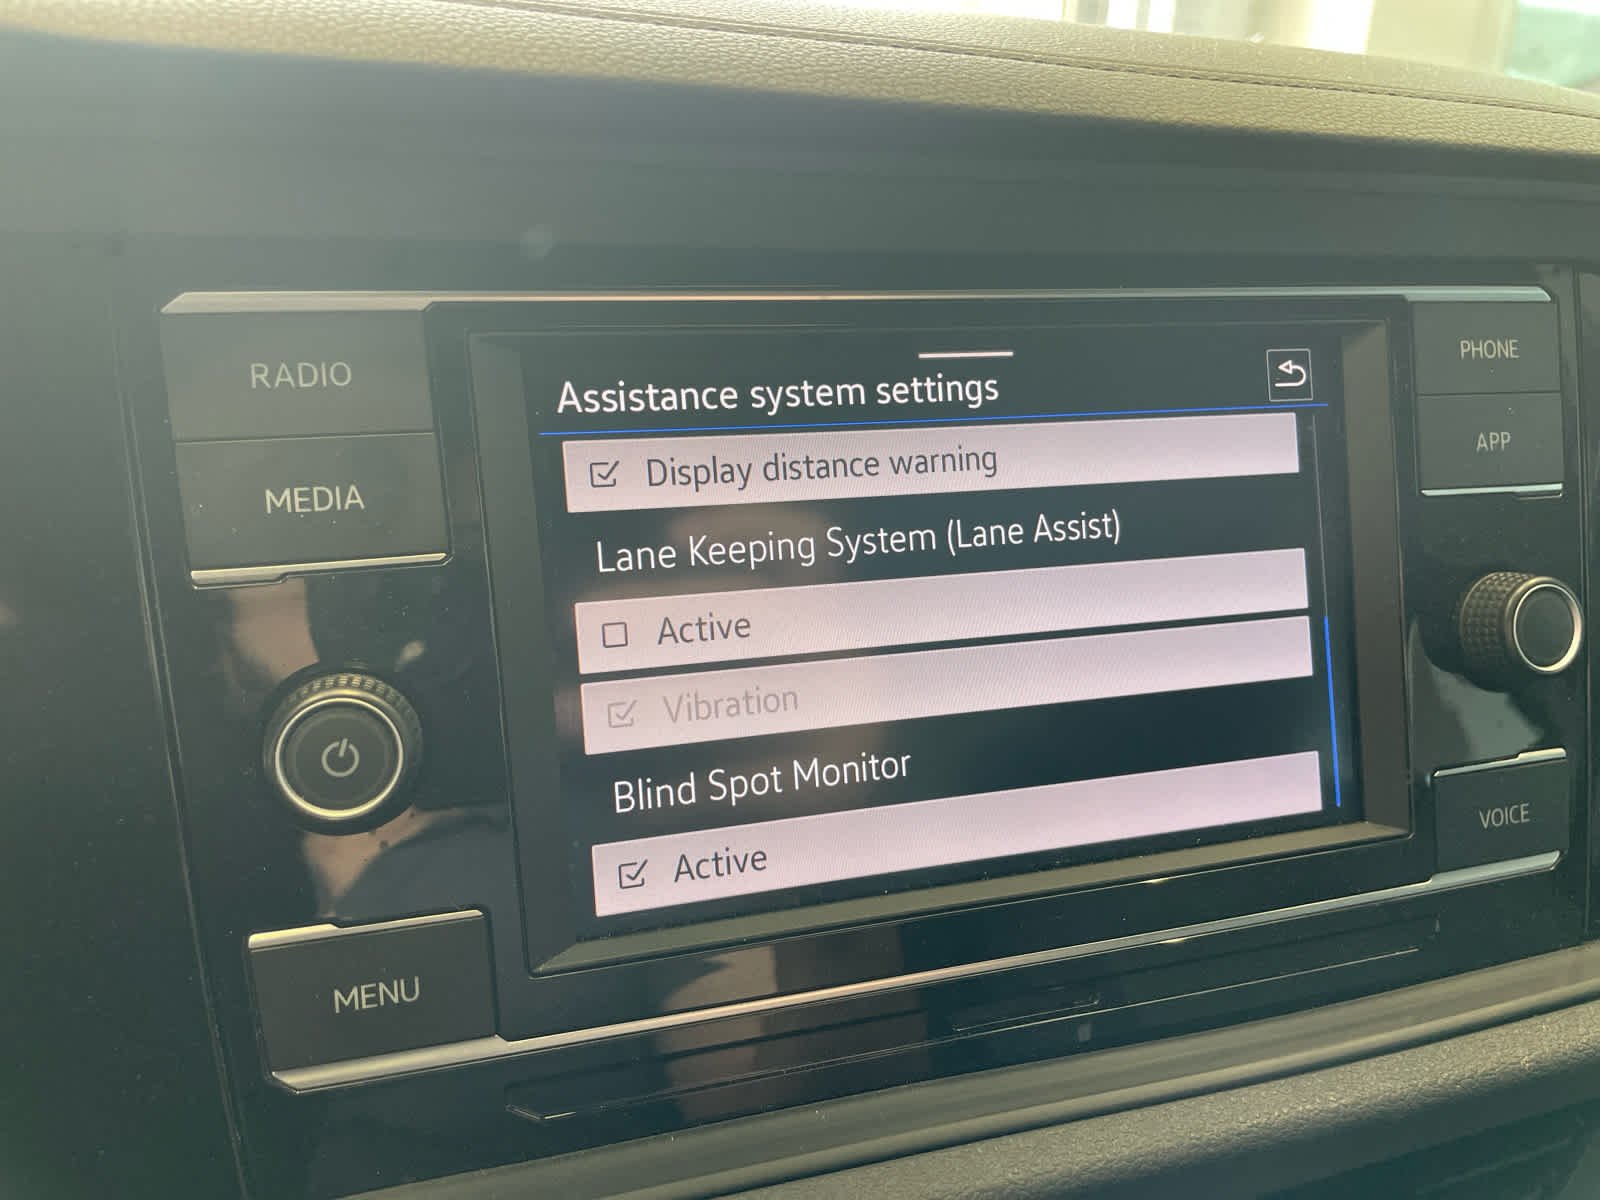 RADIO
MEDIA
MENU
Assistance system settings
Display distance warning
Lane Keeping System (Lane Assist)
Active
Vibration
Blind Spot Monitor
Active
PHONE
APP
VOICE